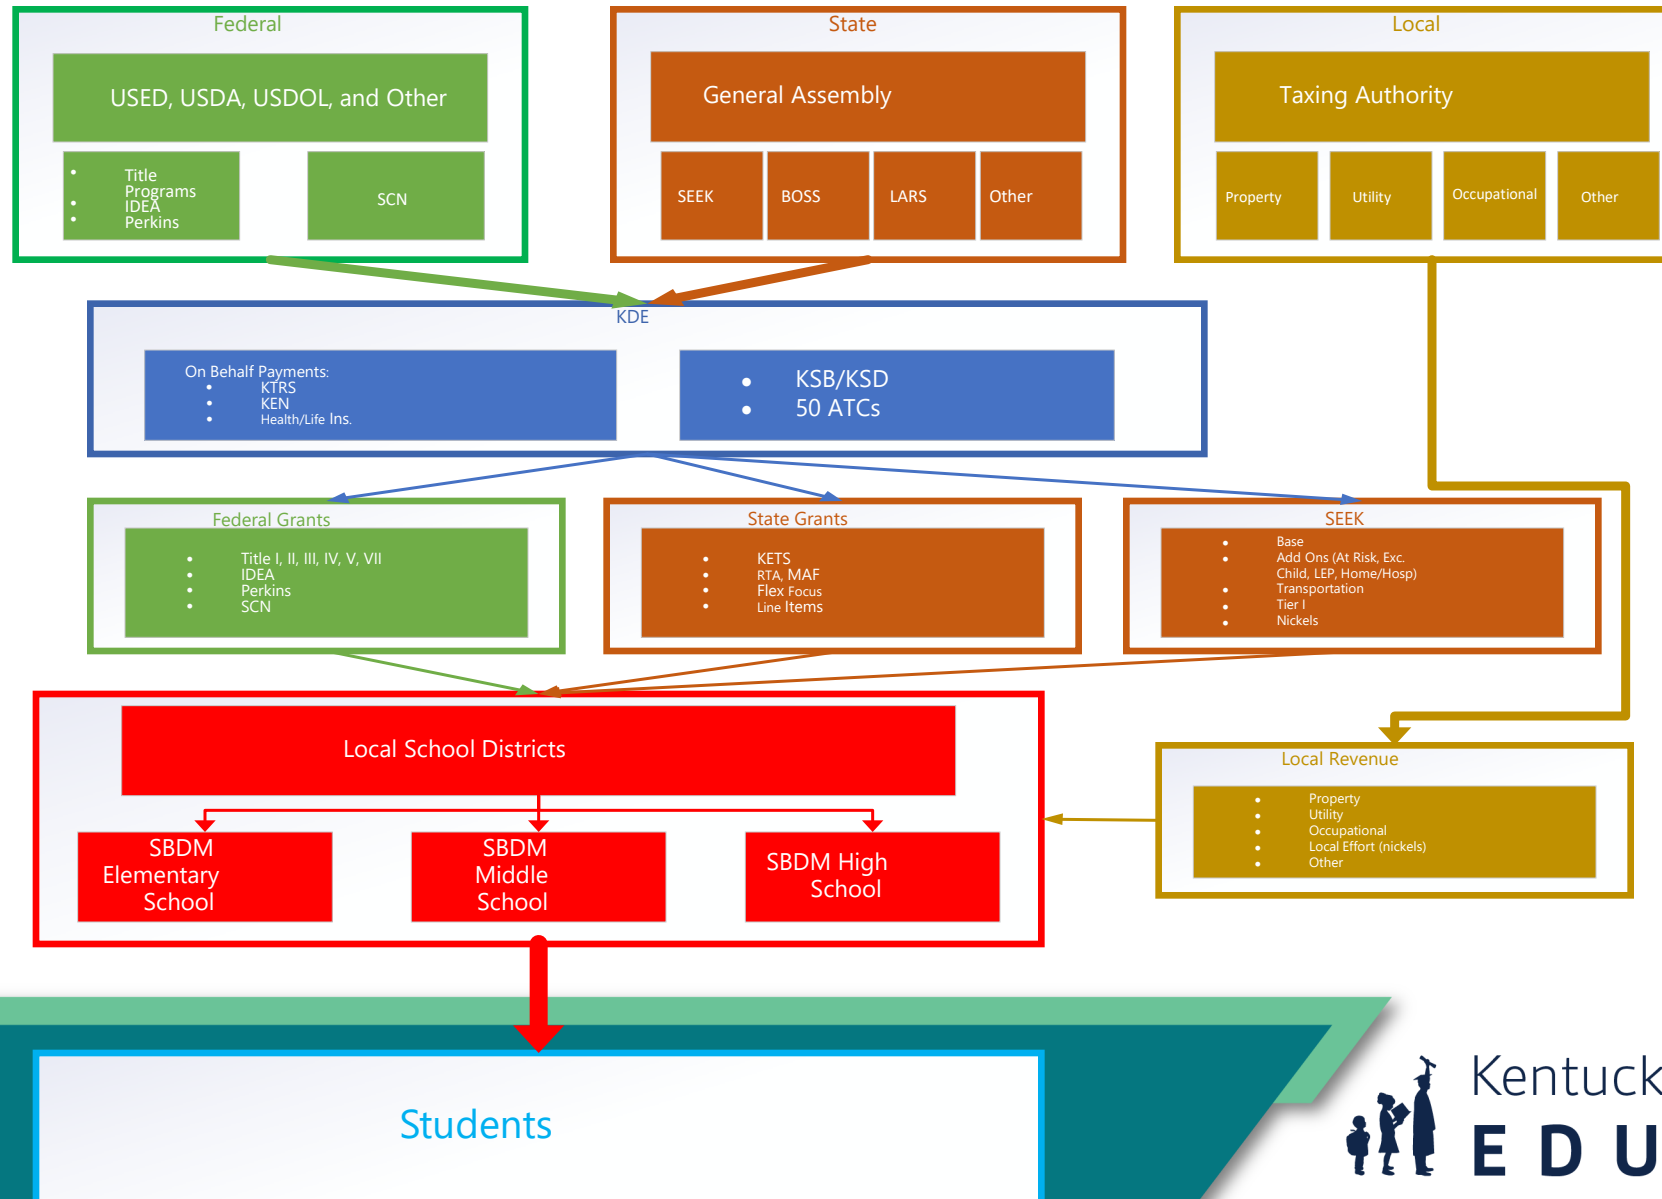 Federal
USED, USDA, USDOL, and Other
• Title
Programs
• IDEA
• Perkins
SCN
State
General Assembly
SEEK
BOSS
LARS
Other
Local
Taxing Authority
Property
Utility
Occupational
Other
KDE
On Behalf Payments:
• KTRS
• KEN
• Health/Life Ins.
• KSB/KSD
• 50 ATCs
Federal Grants
• Title I, II, III, IV, V, VII
• IDEA
• Perkins
• SCN
State Grants
• KETS
• RTA, MAF
• Flex Focus
• Line Items
SEEK
• Base
• Add Ons (At Risk, Exc.
Child, LEP, Home/Hosp)
• Transportation
• Tier I
• Nickels
Local School Districts
SBDM
Elementary
School
SBDM
Middle
School
SBDM High
School
Local Revenue
• Property
• Utility
• Occupational
• Local Effort (nickels)
• Other
Students
Kentuck
EDU